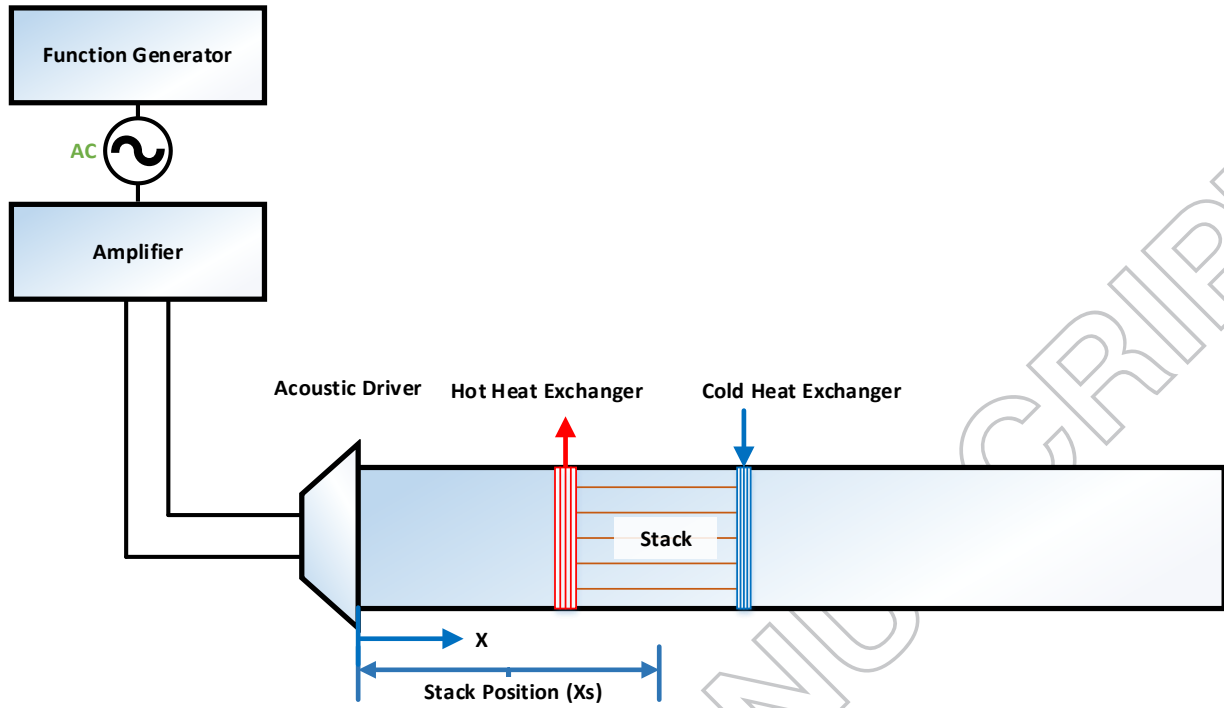 Function Generator
AC
Amplifier
Acoustic Driver
Hot Heat Exchanger
Cold Heat Exchanger
Stack
X
Stack Position (Xs)